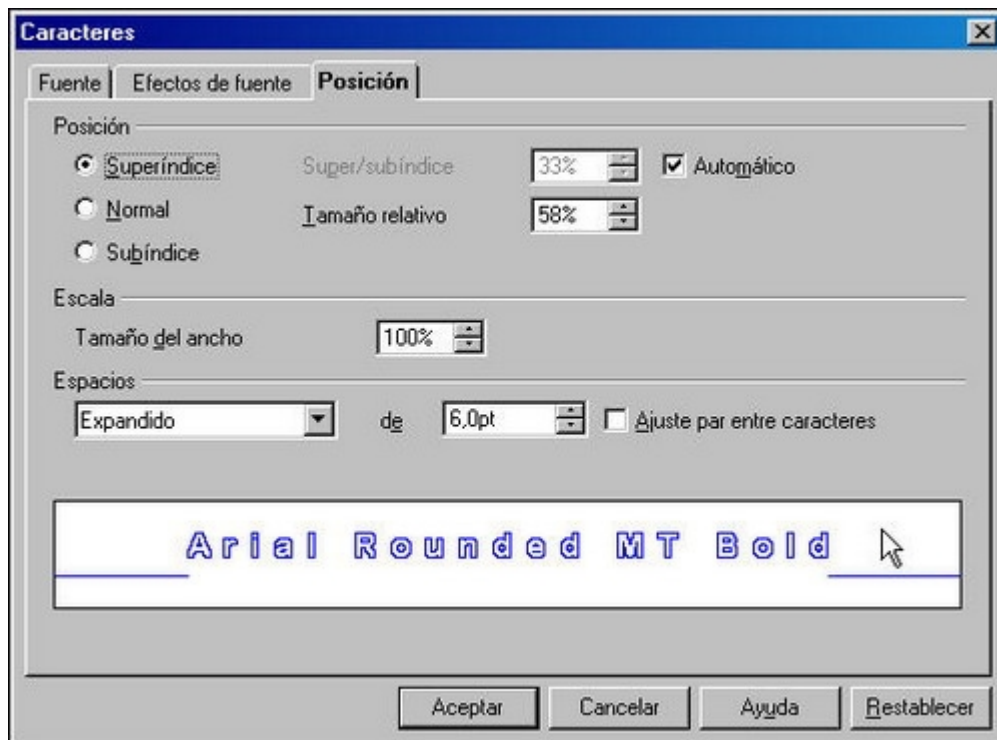 Caracteres
Fuente Efectos de fuente Posición
Posición
Superíndice Super/subíndice 33% Automático
Normal Tamaño relativo 58%
Subíndice
Escala
Tamaño del ancho 100%
Espacios
Expandido de 6,0pt Ajuste par entre caracteres
Arial Rounded MT Bold
Aceptar Cancelar Ayuda Restablecer